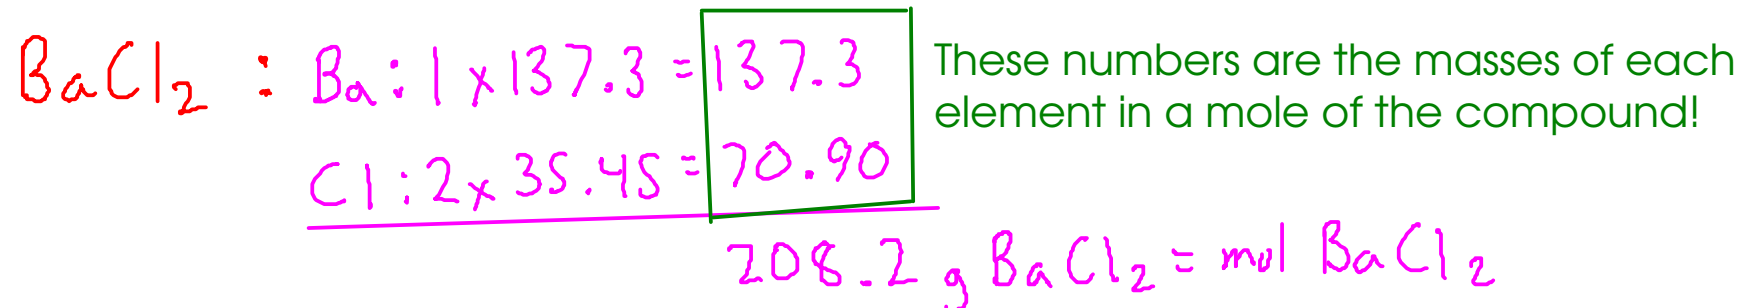 BaCl₂ : Ba: 1 x 137.3 = 137.3
These numbers are the masses of each
element in a mole of the compound!
Cl: 2 x 35.45 = 70.90
208.2 g BaCl₂ = mol BaCl₂